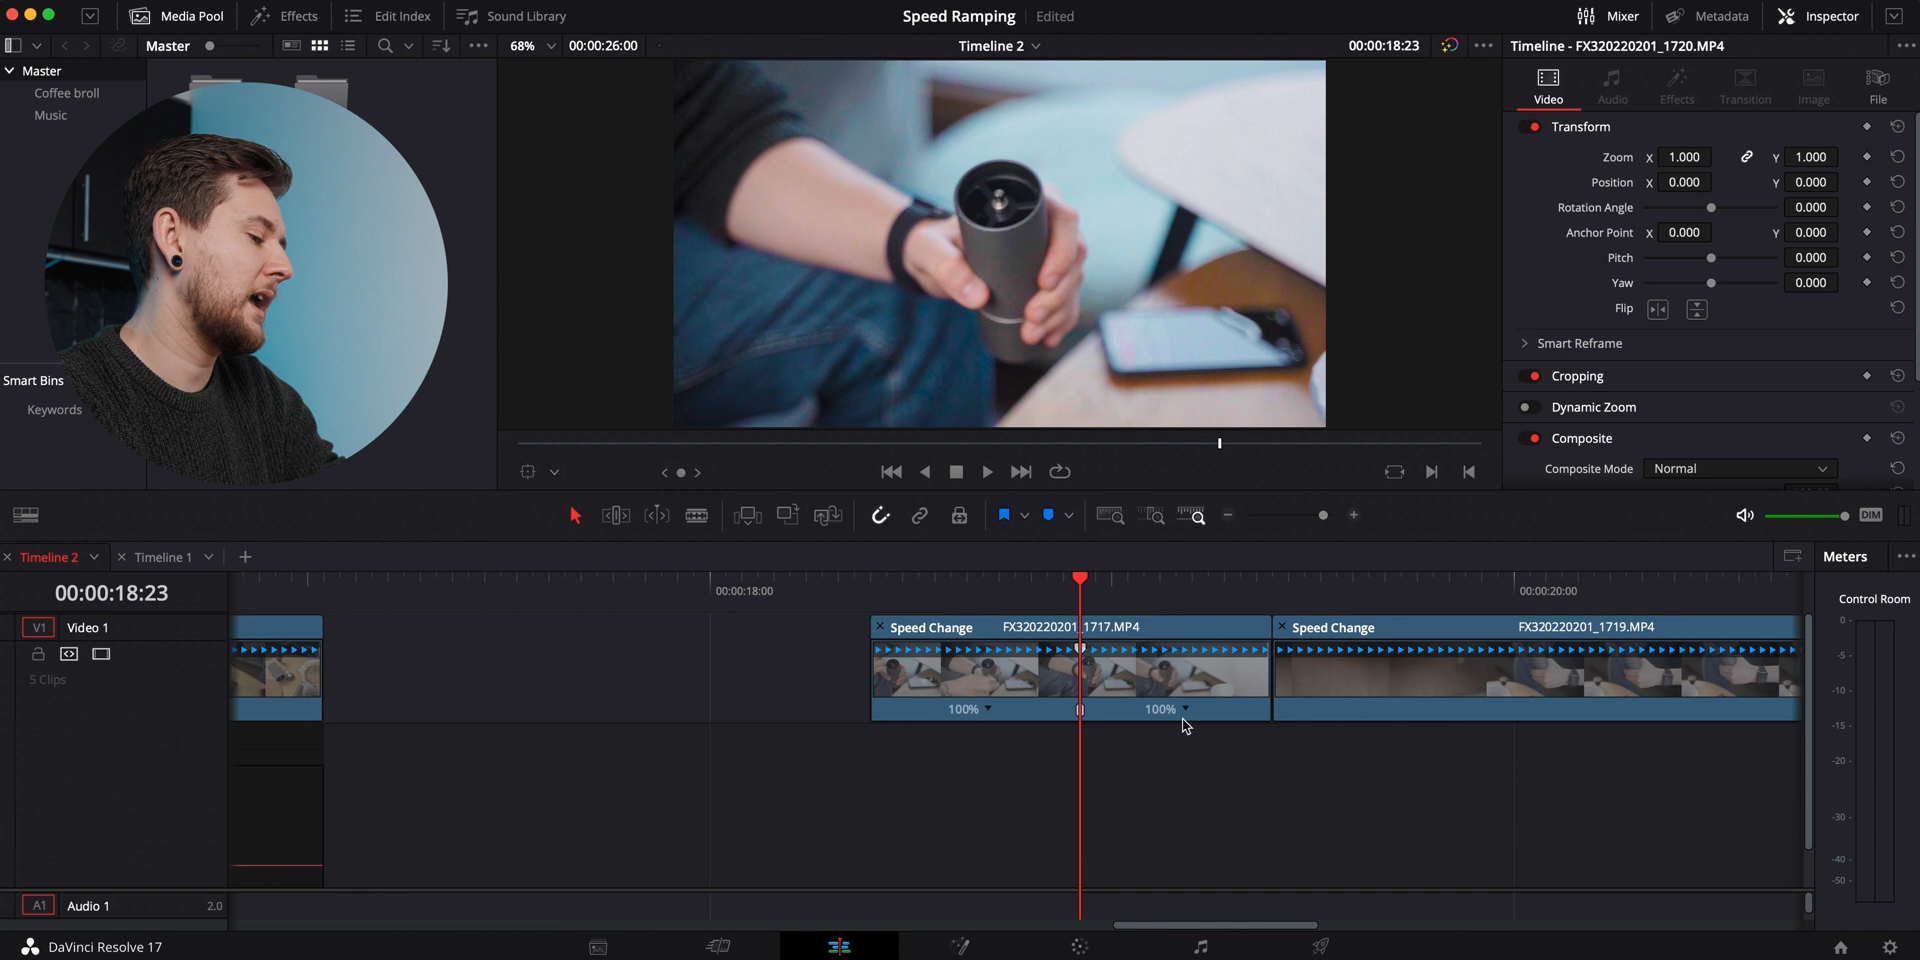 Media Pool
Effects
Edit Index
Sound Library
Speed Ramping
Edited
Mixer
Metadata
Inspector
Master
68%
00:00:26:00
Timeline 2
00:00:18:23
Timeline - FX320220201_1720.MP4
Master
Coffee broll
Music
Smart Bins
Keywords
Video
Audio
Effects
Transition
Image
File
Transform
Zoom X 1.000 Y 1.000
Position X 0.000 Y 0.000
Rotation Angle 0.000
Anchor Point X 0.000 Y 0.000
Pitch 0.000
Yaw 0.000
Flip
Smart Reframe
Cropping
Dynamic Zoom
Composite
Composite Mode Normal
DIM
Timeline 2
Timeline 1
Meters
00:00:18:23
00:00:18:00
00:00:20:00
Control Room
V1 Video 1
5 Clips
Speed Change FX320220201_1717.MP4
Speed Change FX320220201_1719.MP4
100%
100%
0
-5
-10
-15
-20
-30
-40
-50
A1 Audio 1 2.0
DaVinci Resolve 17